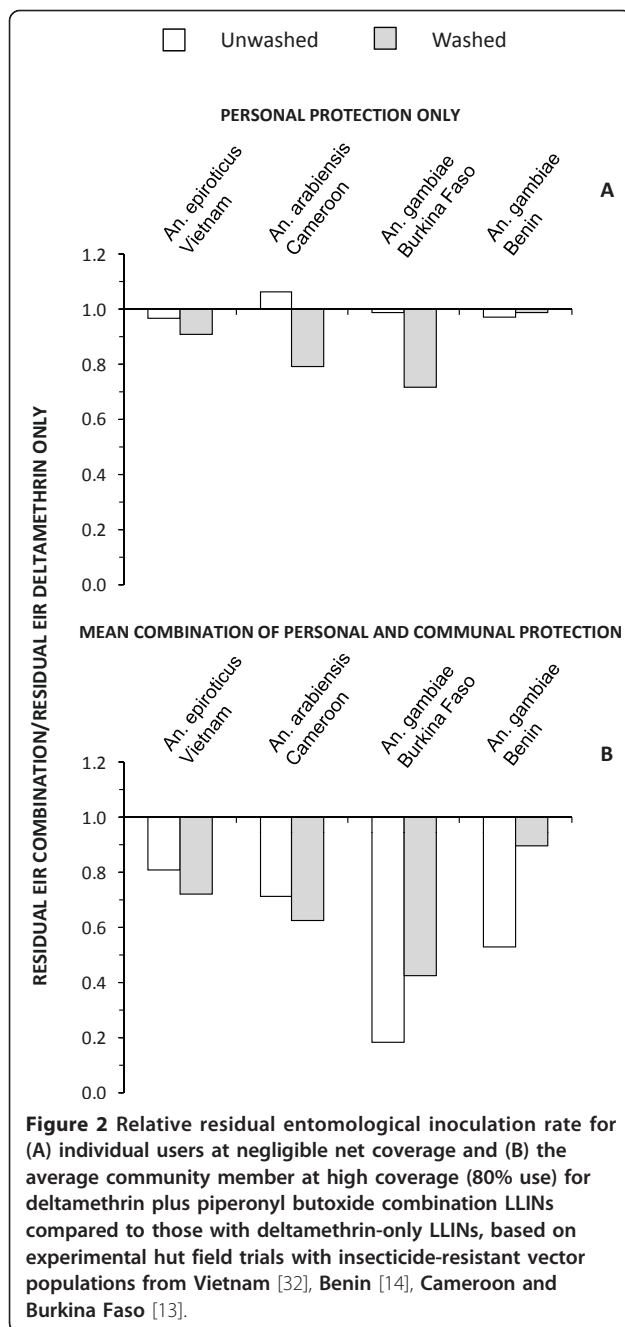 Unwashed Washed
PERSONAL PROTECTION ONLY
A
An. epiroticus
Vietnam
An. arabiensis
Cameroon
An. gambiae
Burkina Faso
An. gambiae
Benin
1.2
1.0
0.8
0.6
0.4
0.2
0.0
RESIDUAL EIR COMBINATION/RESIDUAL EIR DELTAMETHRIN ONLY
MEAN COMBINATION OF PERSONAL AND COMMUNAL PROTECTION
B
An. epiroticus
Vietnam
An. arabiensis
Cameroon
An. gambiae
Burkina Faso
An. gambiae
Benin
1.2
1.0
0.8
0.6
0.4
0.2
0.0
Figure 2 Relative residual entomological inoculation rate for
(A) individual users at negligible net coverage and (B) the
average community member at high coverage (80% use) for
deltamethrin plus piperonyl butoxide combination LLINs
compared to those with deltamethrin-only LLINs, based on
experimental hut field trials with insecticide-resistant vector
populations from Vietnam [32], Benin [14], Cameroon and
Burkina Faso [13].